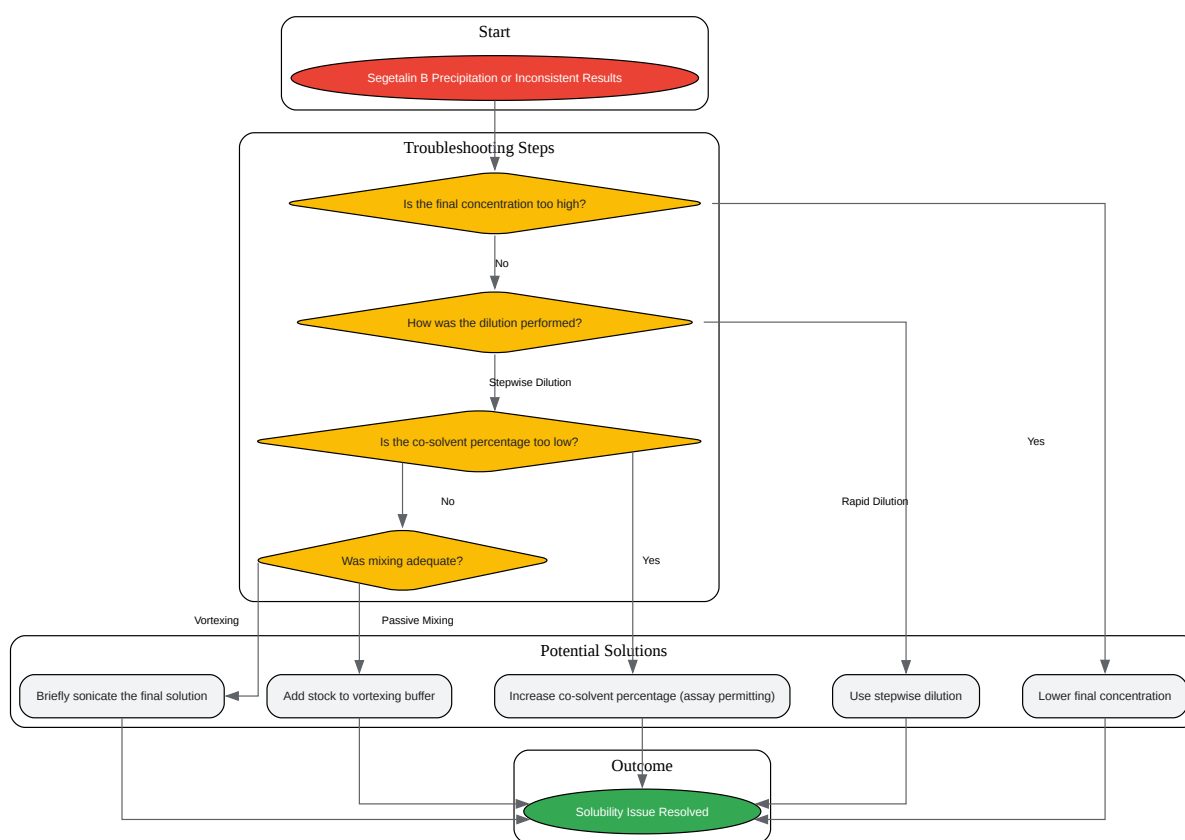 Start
Segetalin B Precipitation or Inconsistent Results
Troubleshooting Steps
Is the final concentration too high?
No
How was the dilution performed?
Stepwise Dilution
Is the co-solvent percentage too low?
Yes
No
Rapid Dilution
Was mixing adequate?
Yes
Vortexing
Passive Mixing
Potential Solutions
Briefly sonicate the final solution
Add stock to vortexing buffer
Increase co-solvent percentage (assay permitting)
Use stepwise dilution
Lower final concentration
Outcome
Solubility Issue Resolved